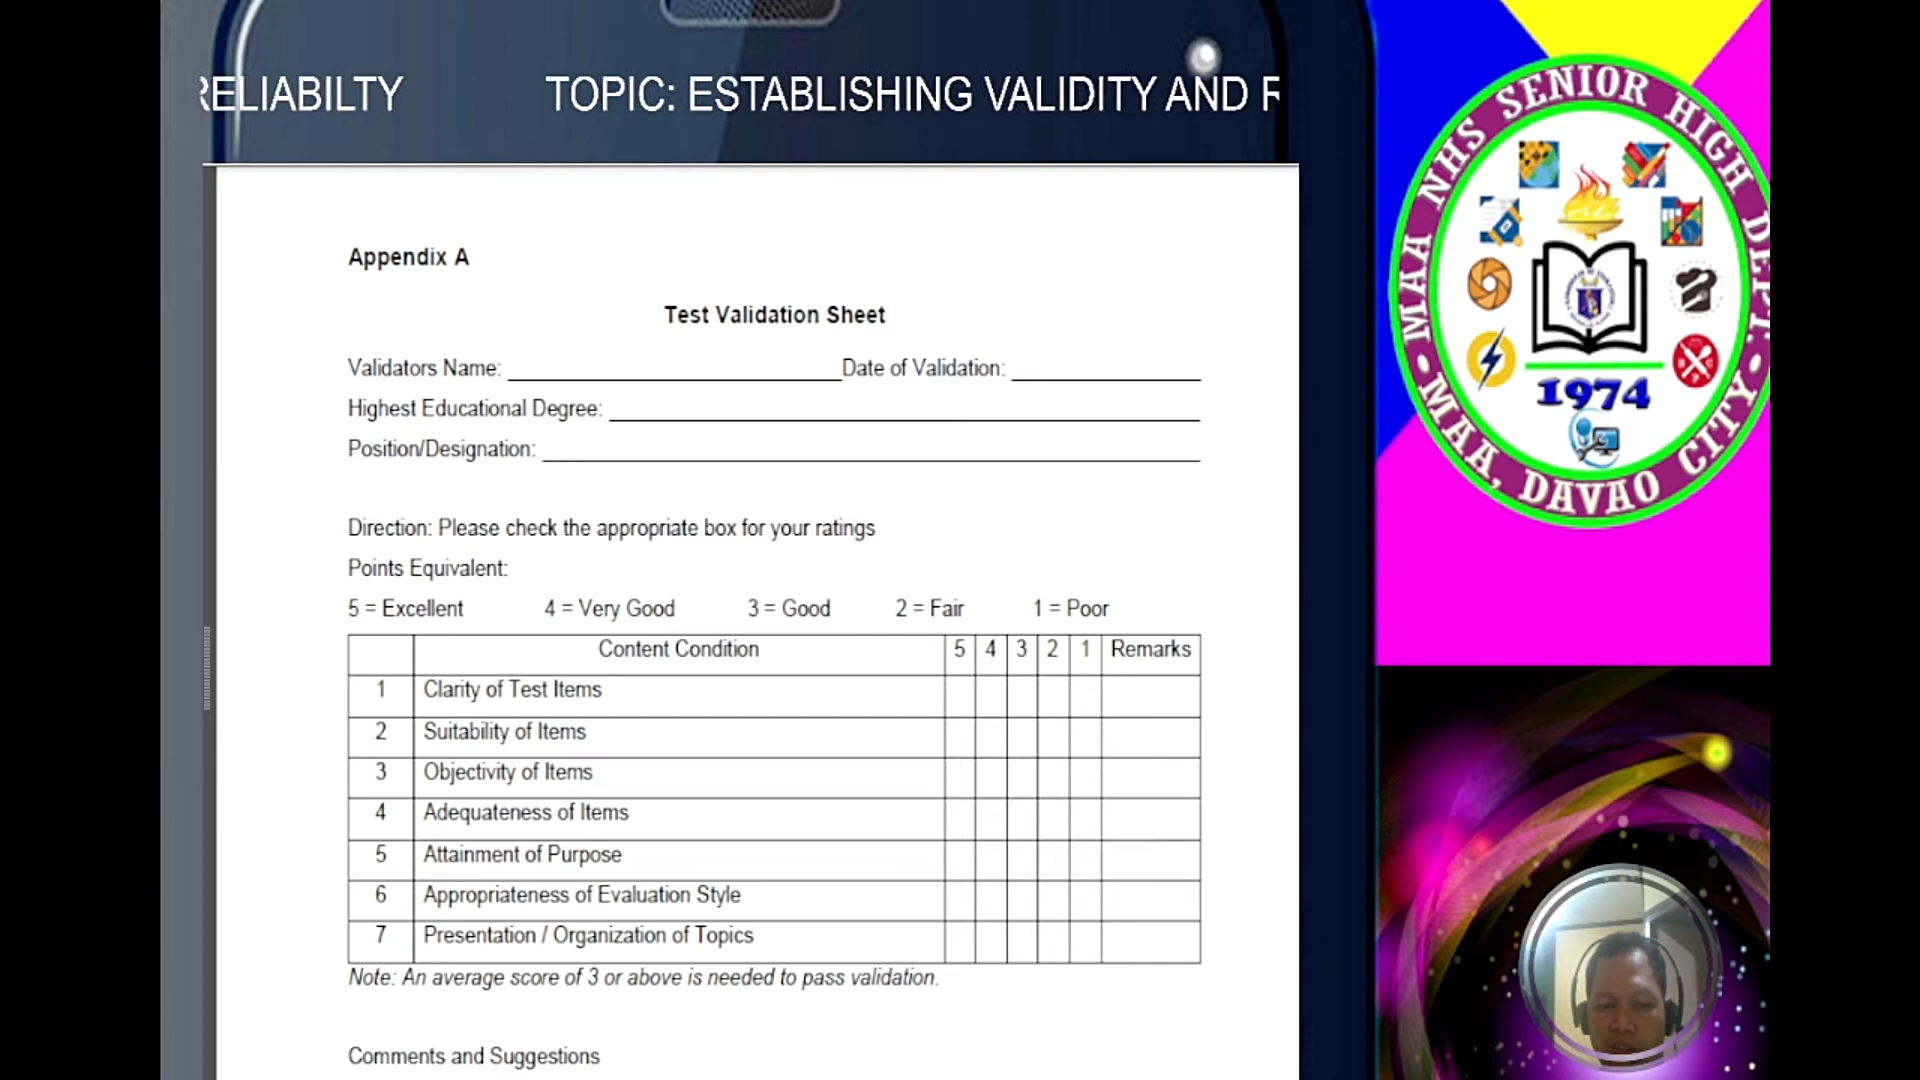 RELIABILTY TOPIC: ESTABLISHING VALIDITY AND
Appendix A
Test Validation Sheet
Validators Name: Date of Validation:
Highest Educational Degree:
Position/Designation:
Direction: Please check the appropriate box for your ratings
Points Equivalent:
5 = Excellent 4 = Very Good 3 = Good 2 = Fair 1 = Poor
Content Condition 5 4 3 2 1 Remarks
1 Clarity of Test Items
2 Suitability of Items
3 Objectivity of Items
4 Adequateness of Items
5 Attainment of Purpose
6 Appropriateness of Evaluation Style
7 Presentation / Organization of Topics
Note: An average score of 3 or above is needed to pass validation.
Comments and Suggestions
MAA NHS SENIOR HIGH DEPT.
1974
MAA, DAVAO CITY